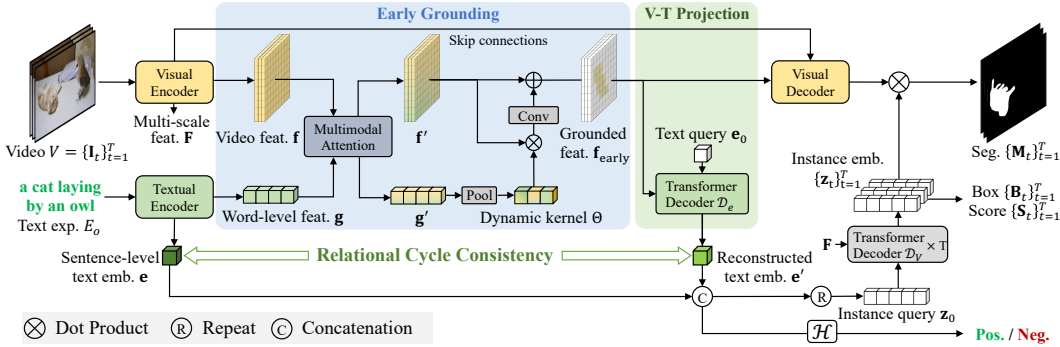 Early Grounding
V-T Projection
Skip connections
Visual
Encoder
Multi-scale
feat. F
Video V = {I_t}_{t=1}^T
Video feat. f
Multimodal
Attention
f′
Conv
Grounded
feat. f_early
Text query e_0
Visual
Decoder
Seg. {M_t}_{t=1}^T
Instance emb.
{z_t}_{t=1}^T
Box {B_t}_{t=1}^T
Score {S_t}_{t=1}^T
a cat laying
by an owl
Text exp. E_o
Textual
Encoder
Word-level feat. g
g′
Pool
Dynamic kernel Θ
Transformer
Decoder 𝒟_e
F
Transformer
Decoder 𝒟_V
× T
Sentence-level
text emb. e
Relational Cycle Consistency
Reconstructed
text emb. e′
C
R
Instance query z_0
Dot Product
R Repeat
C Concatenation
ℋ
Pos. / Neg.